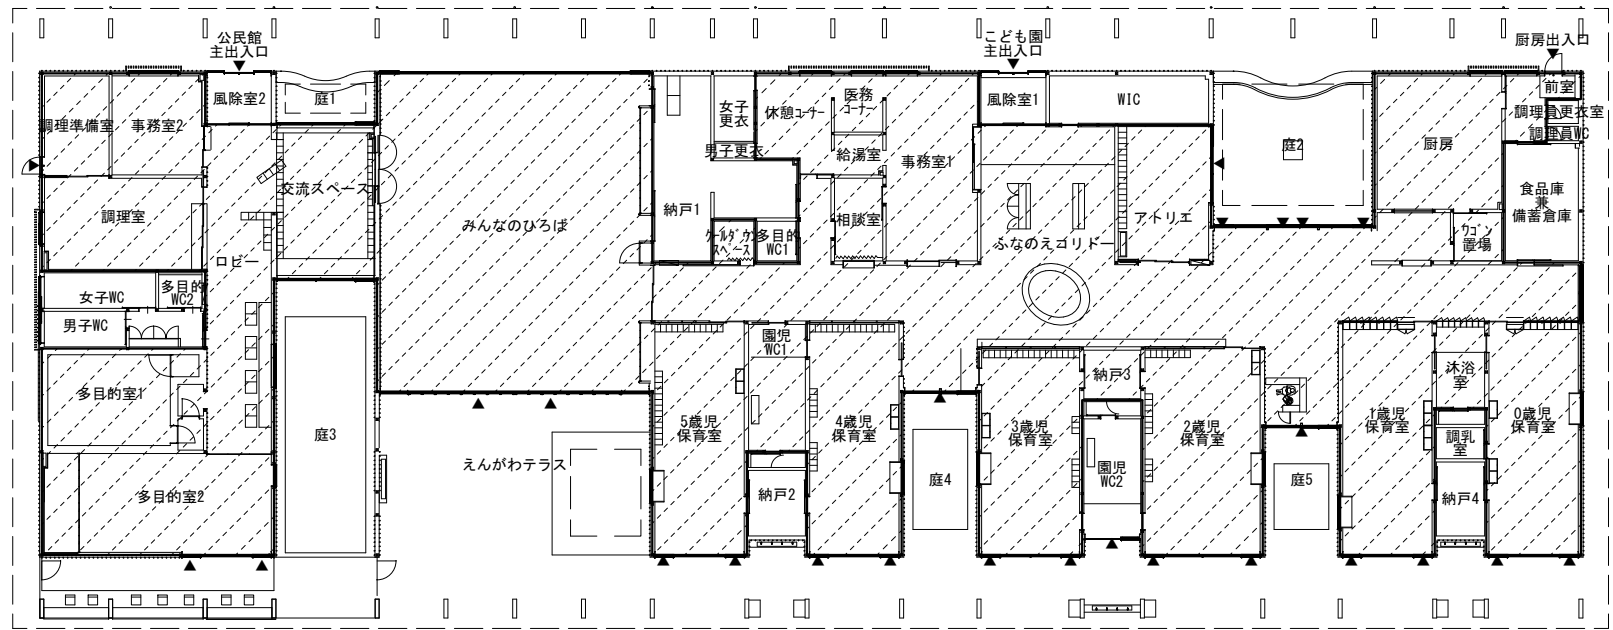 公民館
主出入口
こども園
主出入口
厨房出入口
調理準備室
事務室2
風除室2
庭1
女子
更衣
男子更衣
休憩コーナー
医務
コーナー
給湯室
事務室1
風除室1
WIC
庭2
厨房
前室
調理員更衣室
調理員WC
調理室
交流スペース
ロビー
みんなのひろば
納戸1
クールダウン
スペース
多目的
WC1
相談室
ふなのえコリドー
アトリエ
ワゴン
置場
食品庫
兼
備蓄倉庫
女子WC
多目的
WC2
男子WC
多目的室1
多目的室2
庭3
えんがわテラス
5歳児
保育室
園児
WC1
納戸2
4歳児
保育室
庭4
3歳児
保育室
納戸3
園児
WC2
2歳児
保育室
庭5
1歳児
保育室
沐浴
室
調乳
室
納戸4
0歳児
保育室